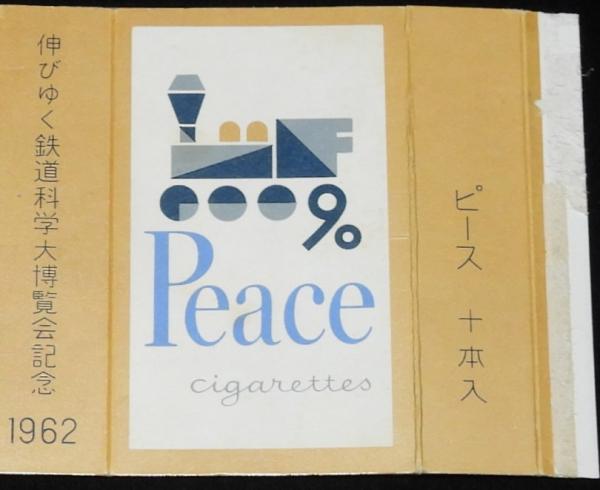 伸びゆく鉄道科学大博覧会記念
1962
90
Peace
cigarettes
ピース 十本入